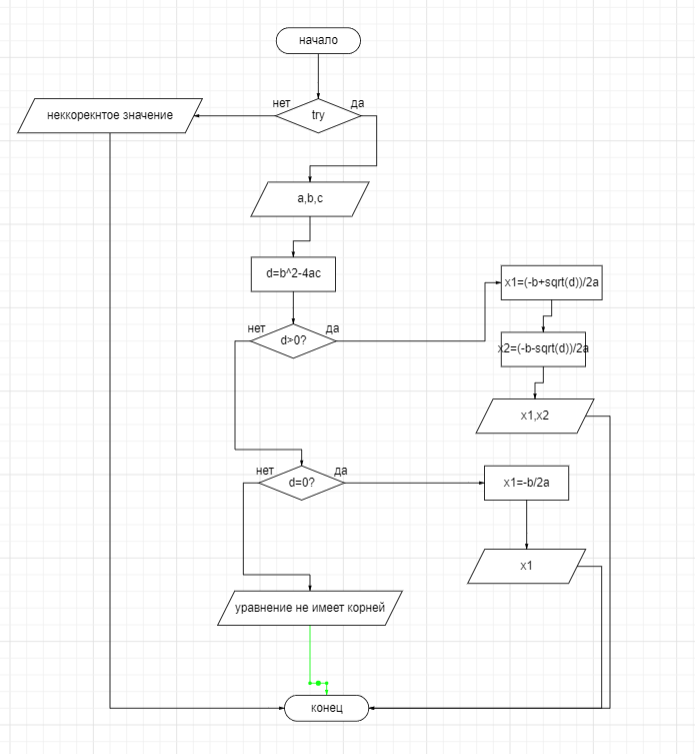 начало
нет
да
неккорекнтое значение
try
a,b,c
d=b^2-4ac
x1=(-b+sqrt(d))/2a
нет
да
d>0?
x2=(-b-sqrt(d))/2a
x1,x2
нет
да
d=0?
x1=-b/2a
x1
уравнение не имеет корней
конец